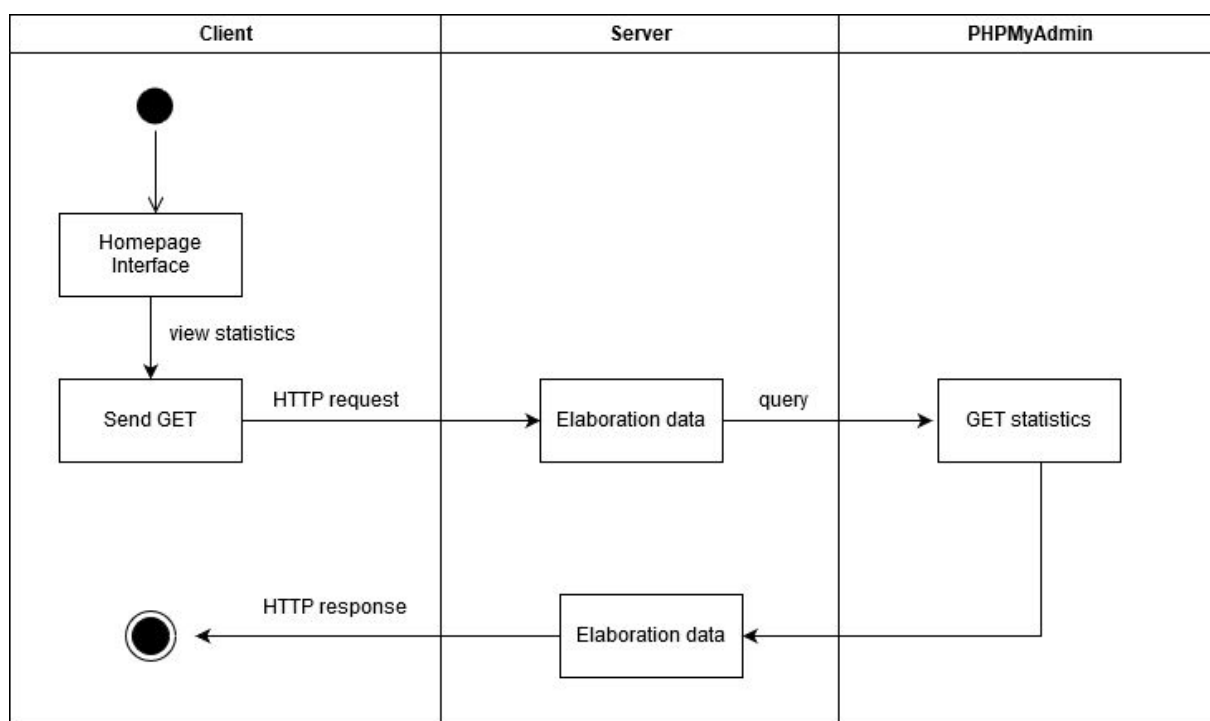 Client
Server
PHPMyAdmin
Homepage
Interface
view statistics
Send GET
HTTP request
Elaboration data
query
GET statistics
HTTP response
Elaboration data